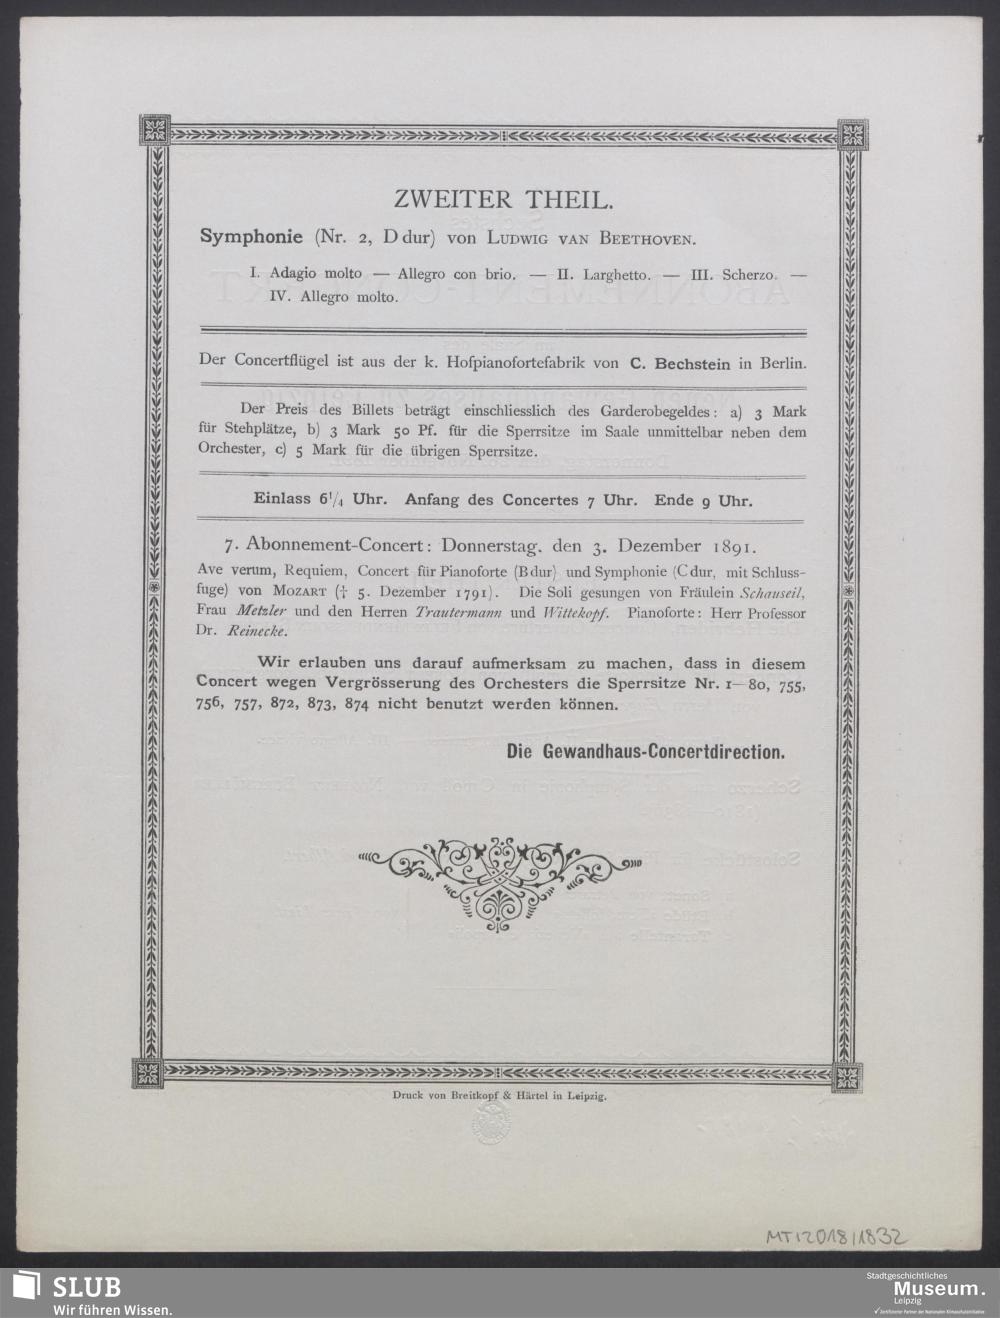 ZWEITER THEIL.
Symphonie (Nr. 2, D dur) von LUDWIG VAN BEETHOVEN.
I. Adagio molto — Allegro con brio. — II. Larghetto. — III. Scherzo. —
IV. Allegro molto.
Der Concertflügel ist aus der k. Hofpianofortefabrik von C. Bechstein in Berlin.
Der Preis des Billets beträgt einschliesslich des Garderobegeldes: a) 3 Mark
für Stehplätze, b) 3 Mark 50 Pf. für die Sperrsitze im Saale unmittelbar neben dem
Orchester, c) 5 Mark für die übrigen Sperrsitze.
Einlass 6¼ Uhr. Anfang des Concertes 7 Uhr. Ende 9 Uhr.
7. Abonnement-Concert: Donnerstag, den 3. Dezember 1891.
Ave verum, Requiem, Concert für Pianoforte (B dur) und Symphonie (C dur, mit Schluss-
fuge) von MOZART († 5. Dezember 1791). Die Soli gesungen von Fräulein Schauseil,
Frau Metzler und den Herren Trautermann und Wittekopf. Pianoforte: Herr Professor
Dr. Reinecke.
Wir erlauben uns darauf aufmerksam zu machen, dass in diesem
Concert wegen Vergrösserung des Orchesters die Sperrsitze Nr. 1—80, 755,
756, 757, 872, 873, 874 nicht benutzt werden können.
Die Gewandhaus-Concertdirection.
Druck von Breitkopf & Härtel in Leipzig.
MT/2018/1832
SLUB
Wir führen Wissen.
Stadtgeschichtliches
Museum.
Leipzig